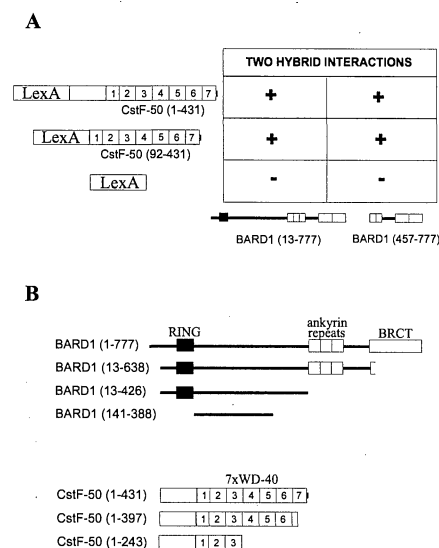 A
TWO HYBRID INTERACTIONS
LexA 1 2 3 4 5 6 7 + +
CstF-50 (1-431)
LexA 1 2 3 4 5 6 7 + +
CstF-50 (92-431)
LexA - -
BARD1 (13-777) BARD1 (457-777)
B
RING ankyrin repeats BRCT
BARD1 (1-777)
BARD1 (13-638)
BARD1 (13-426)
BARD1 (141-388)
7xWD-40
CstF-50 (1-431) 1 2 3 4 5 6 7
CstF-50 (1-397) 1 2 3 4 5 6
CstF-50 (1-243) 1 2 3